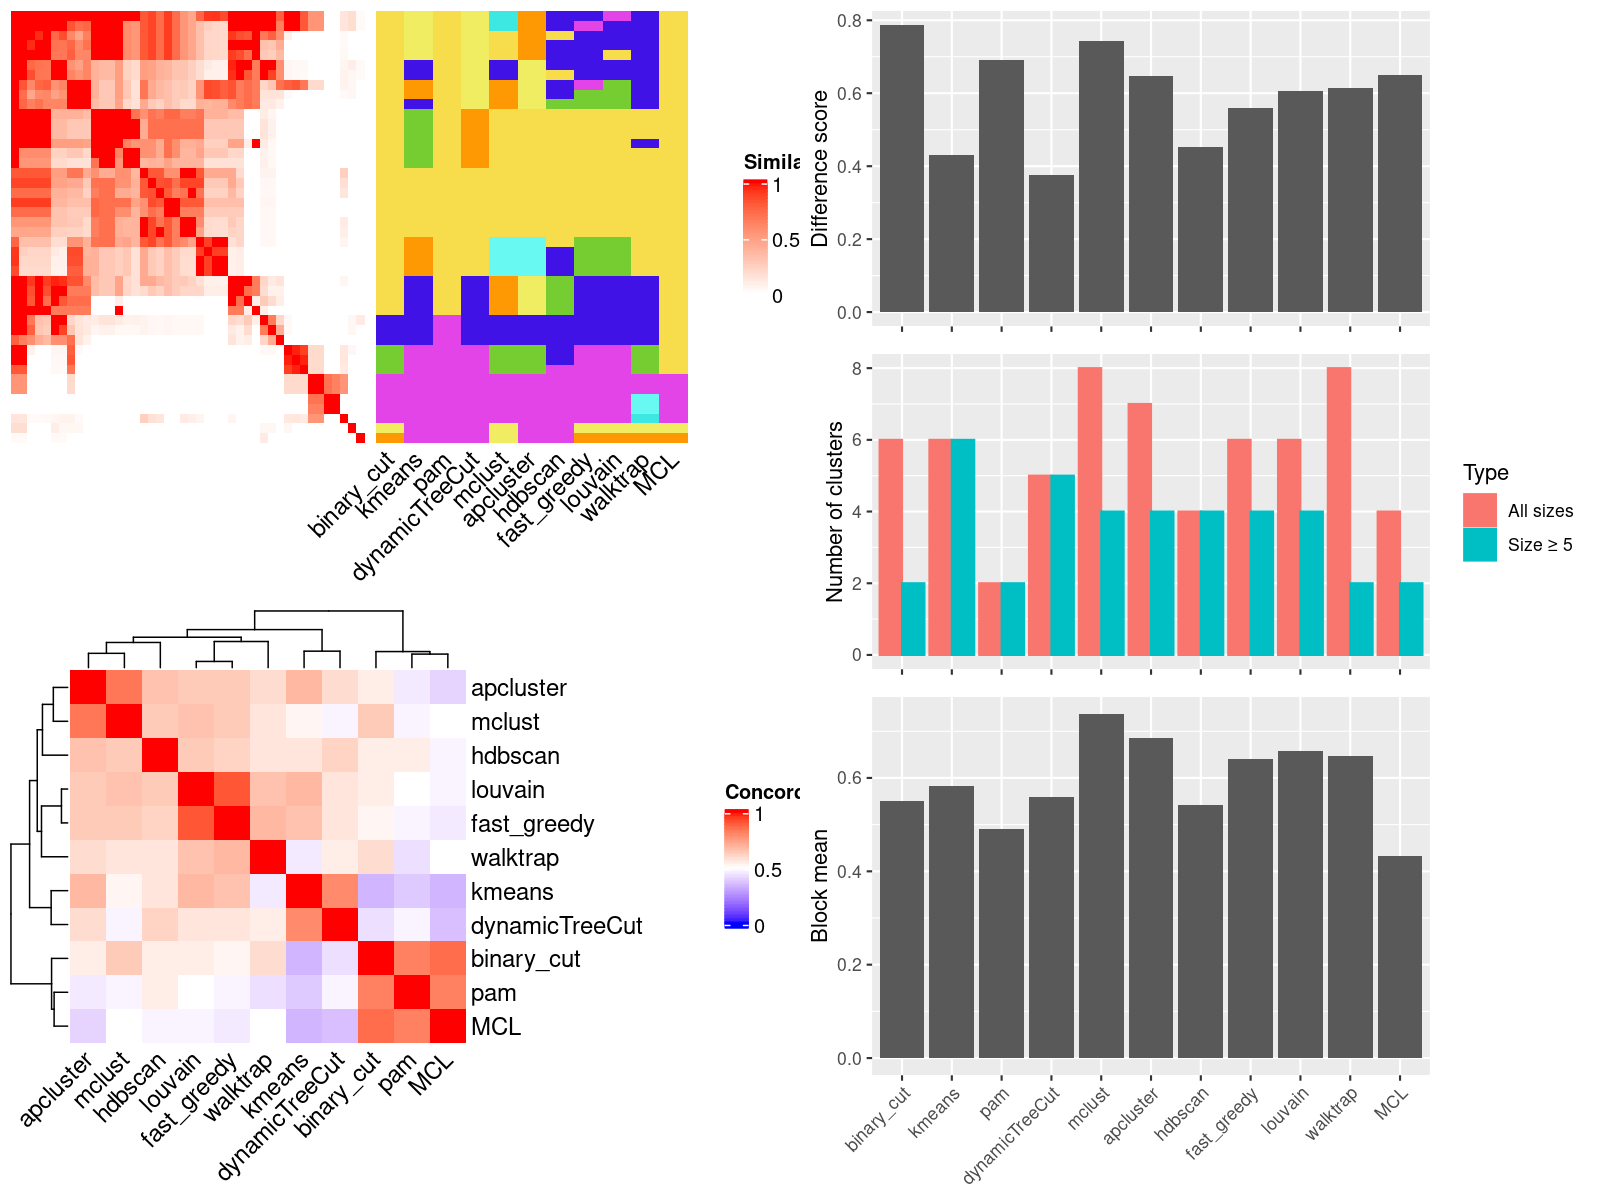 Simila
1
0.5
0
binary_cut
kmeans
pam
dynamicTreeCut
mclust
apcluster
hdbscan
fast_greedy
louvain
walktrap
MCL
Difference score
0.8
0.6
0.4
0.2
0.0
Number of clusters
8
6
4
2
0
Type
All sizes
Size ≥ 5
apcluster
mclust
hdbscan
louvain
fast_greedy
walktrap
kmeans
dynamicTreeCut
binary_cut
pam
MCL
apcluster
mclust
hdbscan
louvain
fast_greedy
walktrap
kmeans
dynamicTreeCut
binary_cut
pam
MCL
Concord
1
0.5
0
Block mean
0.6
0.4
0.2
0.0
binary_cut
kmeans
pam
dynamicTreeCut
mclust
apcluster
hdbscan
fast_greedy
louvain
walktrap
MCL